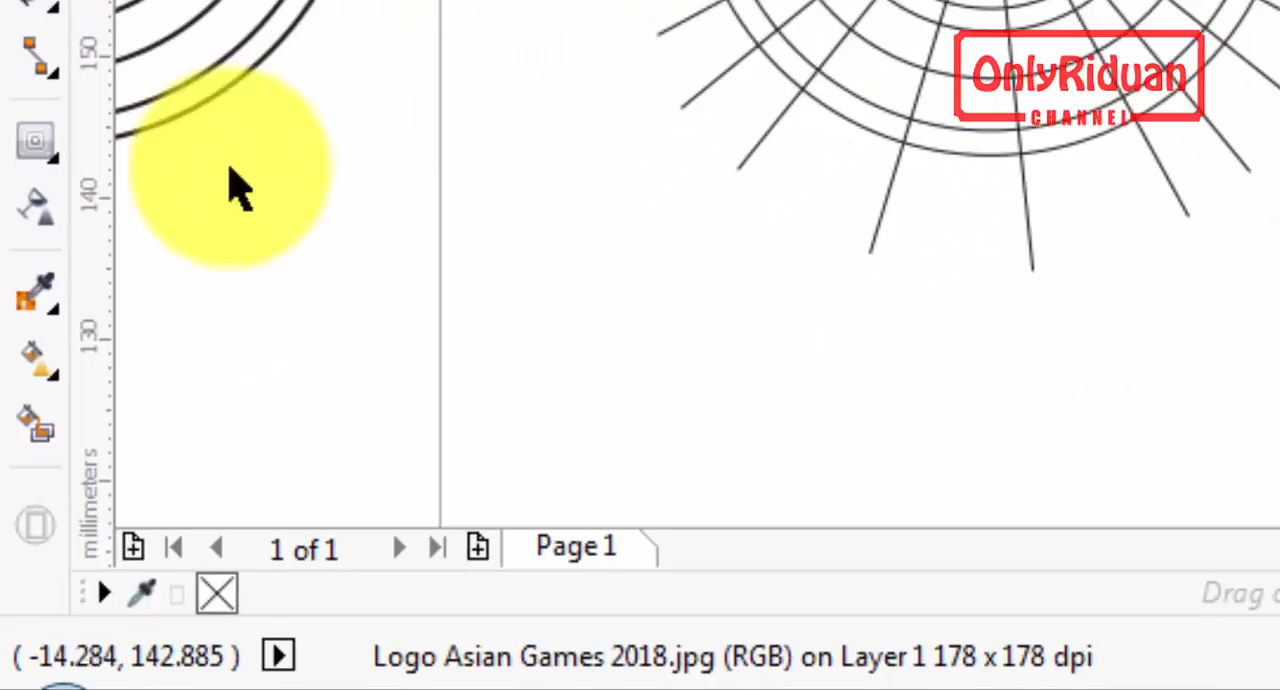 OnlyRiduan
CHANNEL
150
140
130
millimeters
1 of 1
Page 1
Drag
( -14.284, 142.885 )
Logo Asian Games 2018.jpg (RGB) on Layer 1 178 x 178 dpi